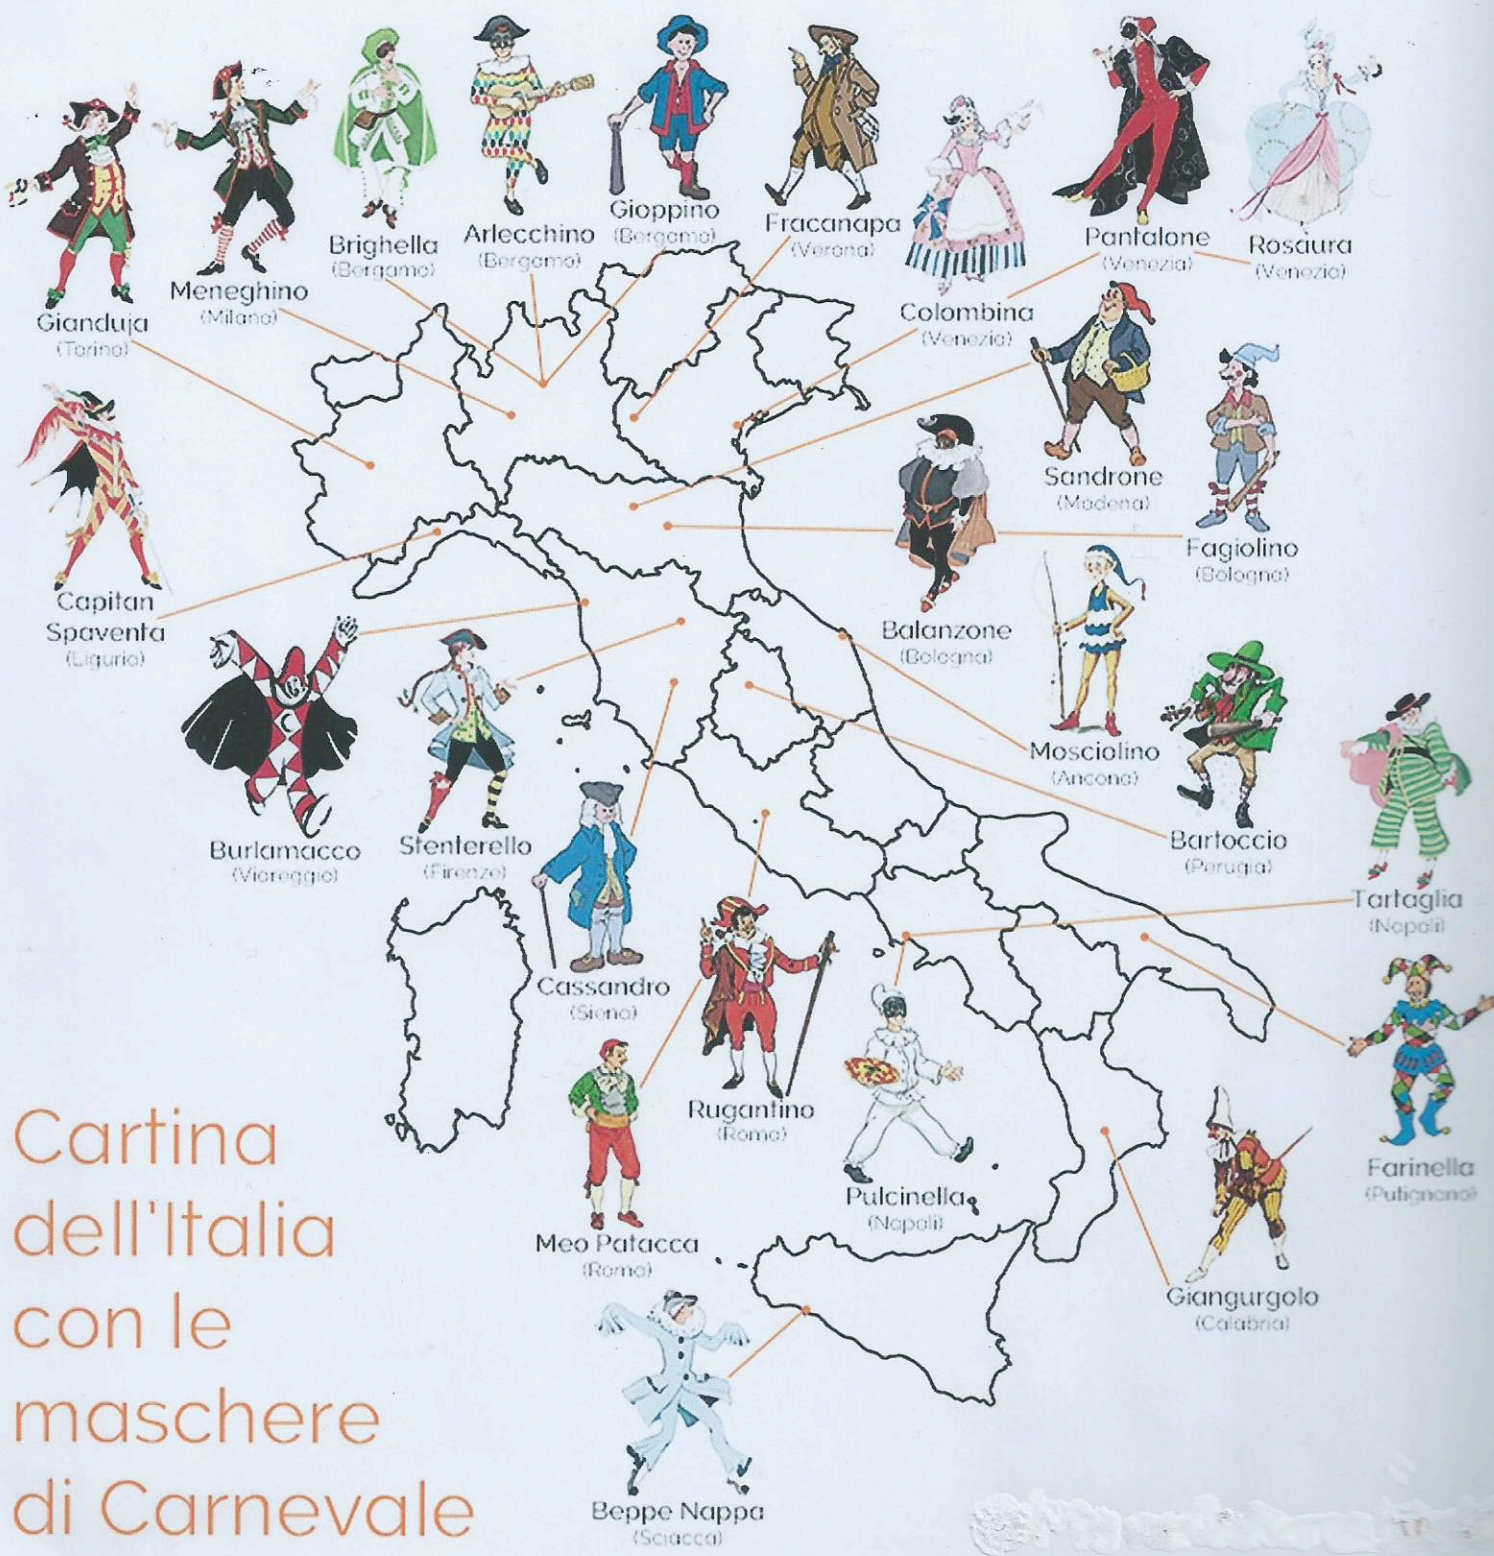 Gianduja
(Torino)
Meneghino
(Milano)
Brighella
(Bergamo)
Arlecchino
(Bergamo)
Gioppino
(Bergamo)
Fracanapa
(Verona)
Colombina
(Venezia)
Pantalone
(Venezia)
Rosaura
(Venezia)
Capitan
Spaventa
(Liguria)
Sandrone
(Modena)
Fagiolino
(Bologna)
Balanzone
(Bologna)
Burlamacco
(Viareggio)
Stenterello
(Firenze)
Mosciolino
(Ancona)
Bartoccio
(Perugia)
Tartaglia
(Napoli)
Cassandro
(Siena)
Rugantino
(Roma)
Meo Patacca
(Roma)
Pulcinella
(Napoli)
Farinella
(Putignano)
Giangurgolo
(Calabria)
Beppe Nappa
(Sciacca)
Cartina
dell'Italia
con le
maschere
di Carnevale